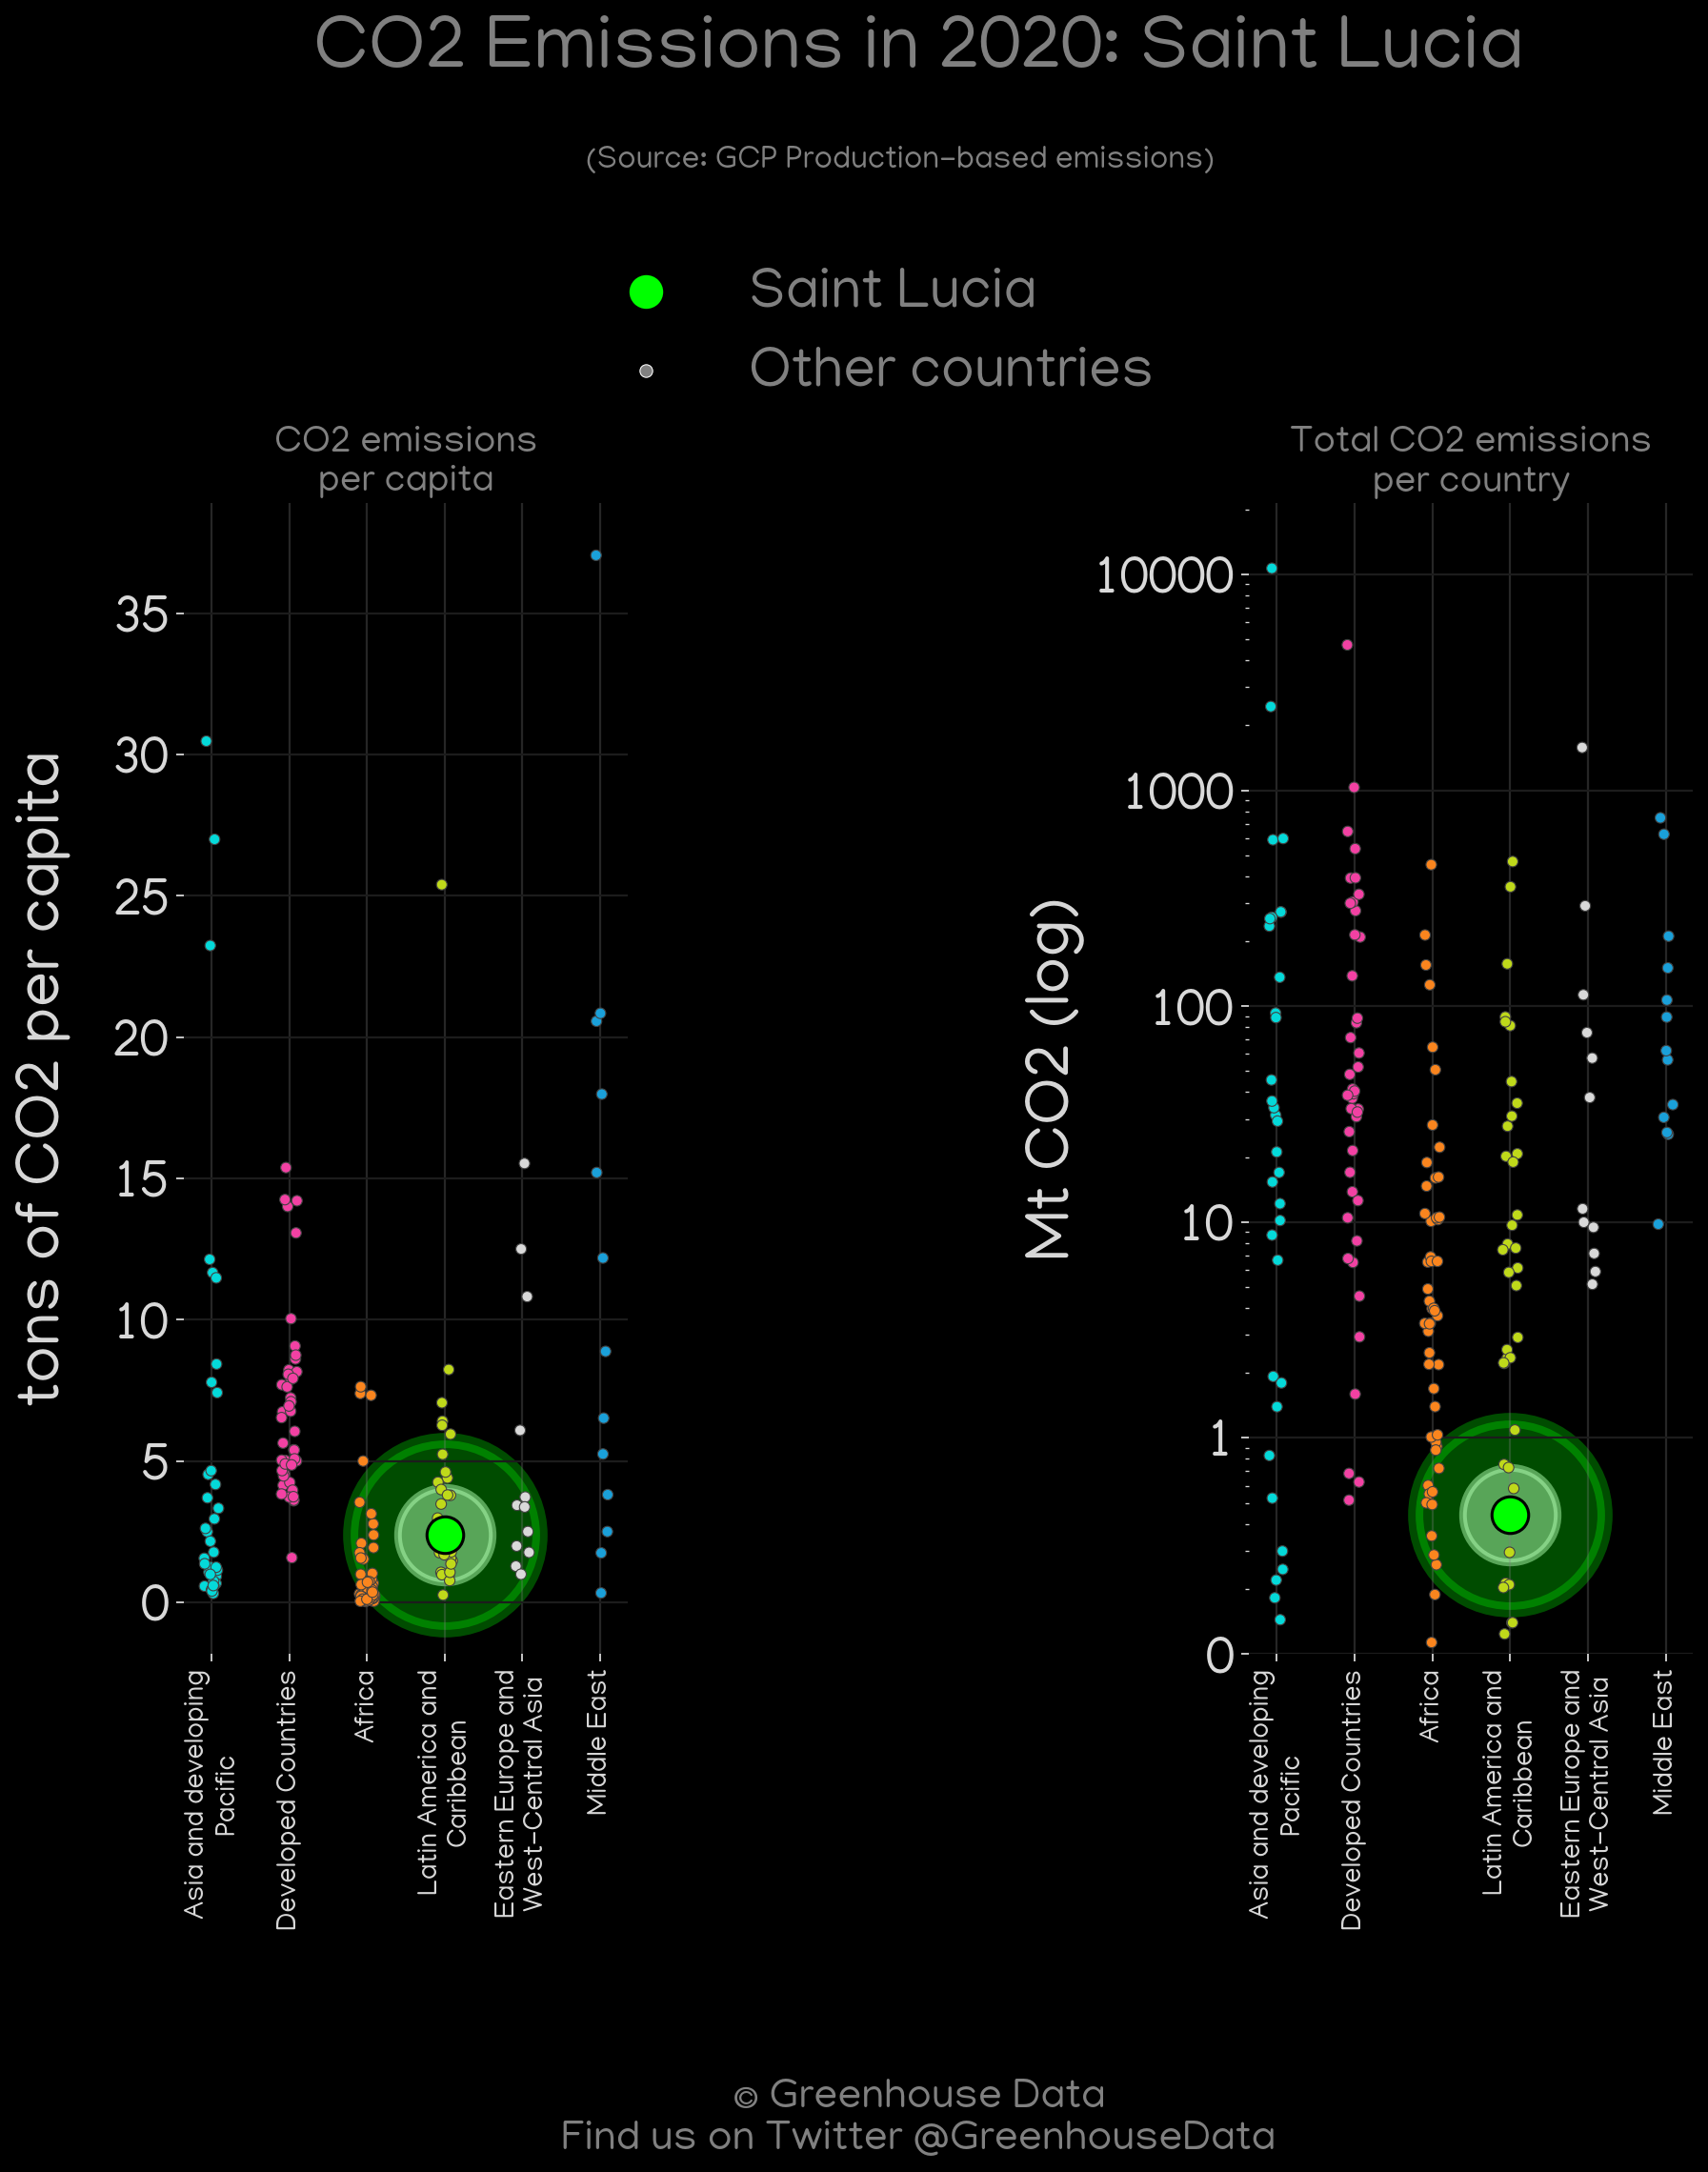 CO2 Emissions in 2020: Saint Lucia
(Source: GCP Production-based emissions)
Saint Lucia
Other countries
CO2 emissions
per capita
tons of CO2 per capita
35
30
25
20
15
10
5
0
Asia and developing
Pacific
Developed Countries
Africa
Latin America and
Caribbean
Eastern Europe and
West-Central Asia
Middle East
Total CO2 emissions
per country
Mt CO2 (log)
10000
1000
100
10
1
0
Asia and developing
Pacific
Developed Countries
Africa
Latin America and
Caribbean
Eastern Europe and
West-Central Asia
Middle East
© Greenhouse Data
Find us on Twitter @GreenhouseData